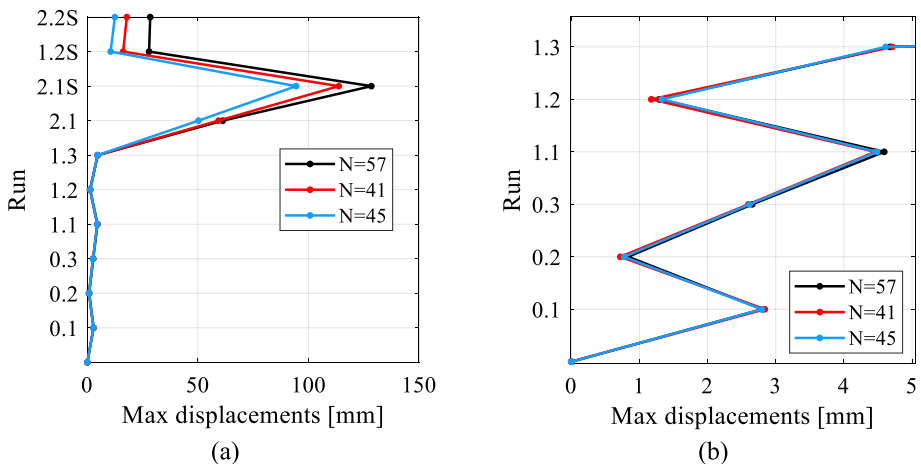 2.2S
1.2S
2.1S
2.1
1.3
1.2
1.1
0.3
0.2
0.1
Run
N=57
N=41
N=45
0 50 100 150
Max displacements [mm]
(a)
1.3
1.2
1.1
0.3
0.2
0.1
Run
N=57
N=41
N=45
0 1 2 3 4 5
Max displacements [mm]
(b)